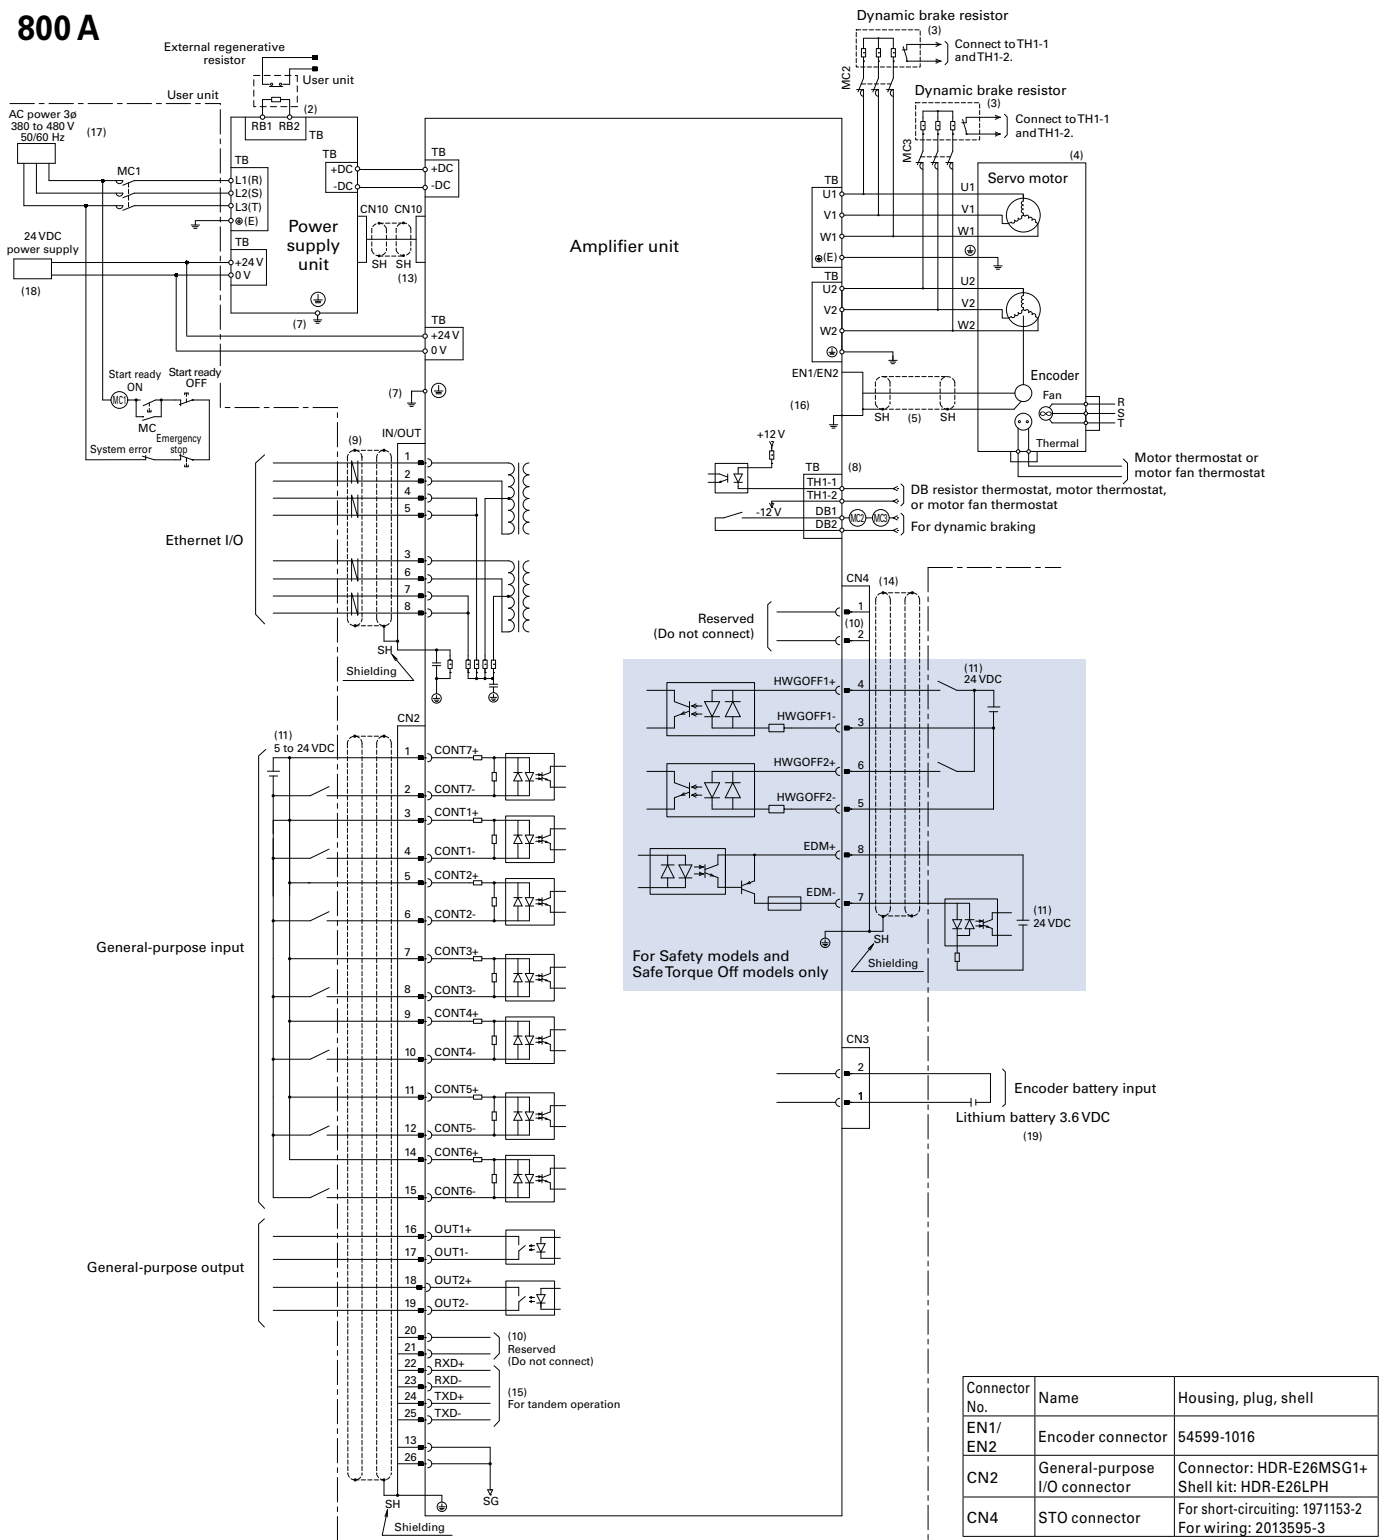 800 A
External regenerative
resistor
User unit
User unit
(2)
RB1 RB2
TB
AC power 3ø
380 to 480 V
50/60 Hz
(17)
MC1
TB
L1(R)
L2(S)
L3(T)
(E)
TB
+DC
-DC
TB
+DC
-DC
CN10 CN10
SH SH
(13)
Power
supply
unit
24 VDC
power supply
(18)
TB
+24 V
0 V
(7)
TB
+24 V
0 V
(7)
Start ready
ON
Start ready
OFF
MC1
MC
System error
Emergency
stop
Amplifier unit
Dynamic brake resistor
(3)
Connect to TH1-1
and TH1-2.
MC2
Dynamic brake resistor
(3)
Connect to TH1-1
and TH1-2.
MC3
(4)
Servo motor
TB
U1
V1
W1
(E)
U1
V1
W1
TB
U2
V2
W2
U2
V2
W2
EN1/EN2
(16)
SH
(5)
SH
Encoder
Fan
R
S
T
Thermal
Motor thermostat or
motor fan thermostat
+12 V
-12 V
TB
(8)
TH1-1
TH1-2
DB1
DB2
MC2
MC3
DB resistor thermostat, motor thermostat,
or motor fan thermostat
For dynamic braking
IN/OUT
(9)
1
2
4
5
3
6
7
8
Ethernet I/O
SH
Shielding
CN4
(14)
Reserved
(Do not connect)
1
(10)
2
HWGOFF1+
4
HWGOFF1-
3
HWGOFF2+
6
HWGOFF2-
5
(11)
24 VDC
EDM+
8
EDM-
7
(11)
24 VDC
SH
Shielding
For Safety models and
Safe Torque Off models only
CN2
(11)
5 to 24 VDC
General-purpose input
1 CONT7+
2 CONT7-
3 CONT1+
4 CONT1-
5 CONT2+
6 CONT2-
7 CONT3+
8 CONT3-
9 CONT4+
10 CONT4-
11 CONT5+
12 CONT5-
14 CONT6+
15 CONT6-
General-purpose output
16 OUT1+
17 OUT1-
18 OUT2+
19 OUT2-
20
21
(10)
Reserved
(Do not connect)
22 RXD+
23 RXD-
24 TXD+
25 TXD-
(15)
For tandem operation
13
26
SG
SH
Shielding
CN3
2
1
Encoder battery input
Lithium battery 3.6 VDC
(19)
Connector
No.
Name
Housing, plug, shell
EN1/
EN2
Encoder connector
54599-1016
CN2
General-purpose
I/O connector
Connector: HDR-E26MSG1+
Shell kit: HDR-E26LPH
CN4
STO connector
For short-circuiting: 1971153-2
For wiring: 2013595-3